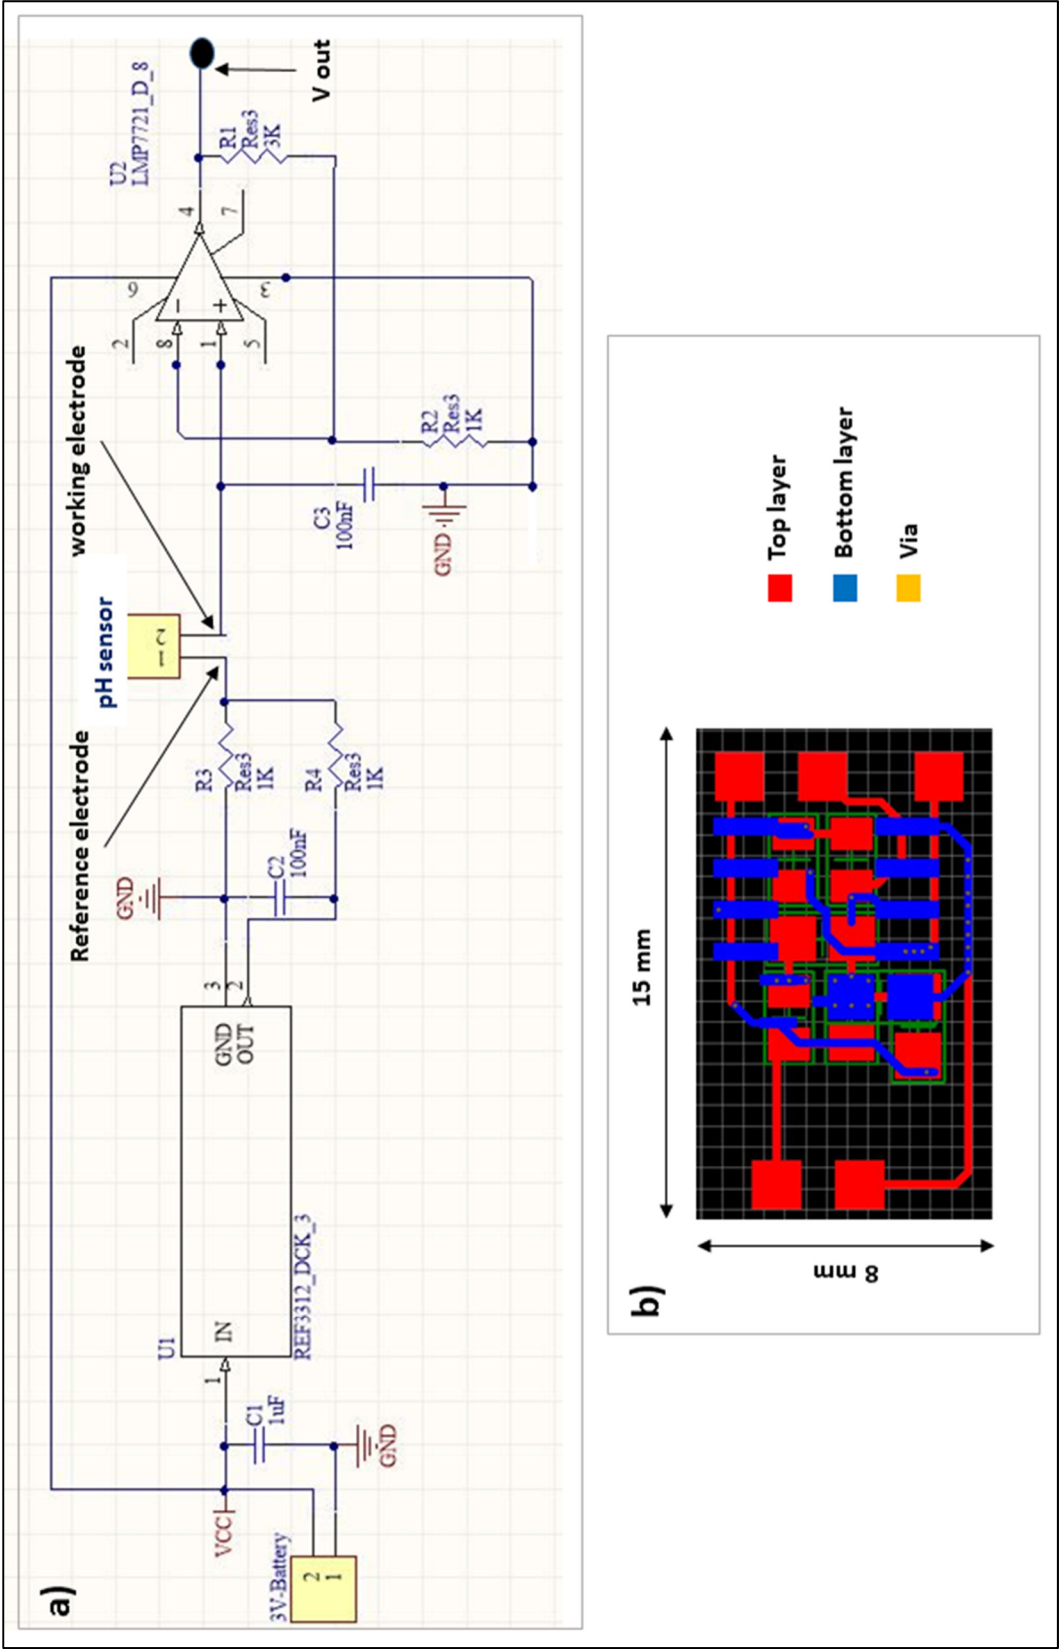 a)
3V-Battery
2
1
VCC
GND
C1
1uF
U1
IN
1
GND
OUT
3
2
REF3312_DCK_3
GND
C2
100nF
R3
Res3
1K
R4
Res3
1K
Reference electrode
pH sensor
1
2
working electrode
C3
100nF
GND
R2
Res3
1K
U2
LMP7721_D_8
2
8
1
5
6
3
4
7
−
+
R1
Res3
3K
V out
b)
15 mm
8 mm
Top layer
Bottom layer
Via